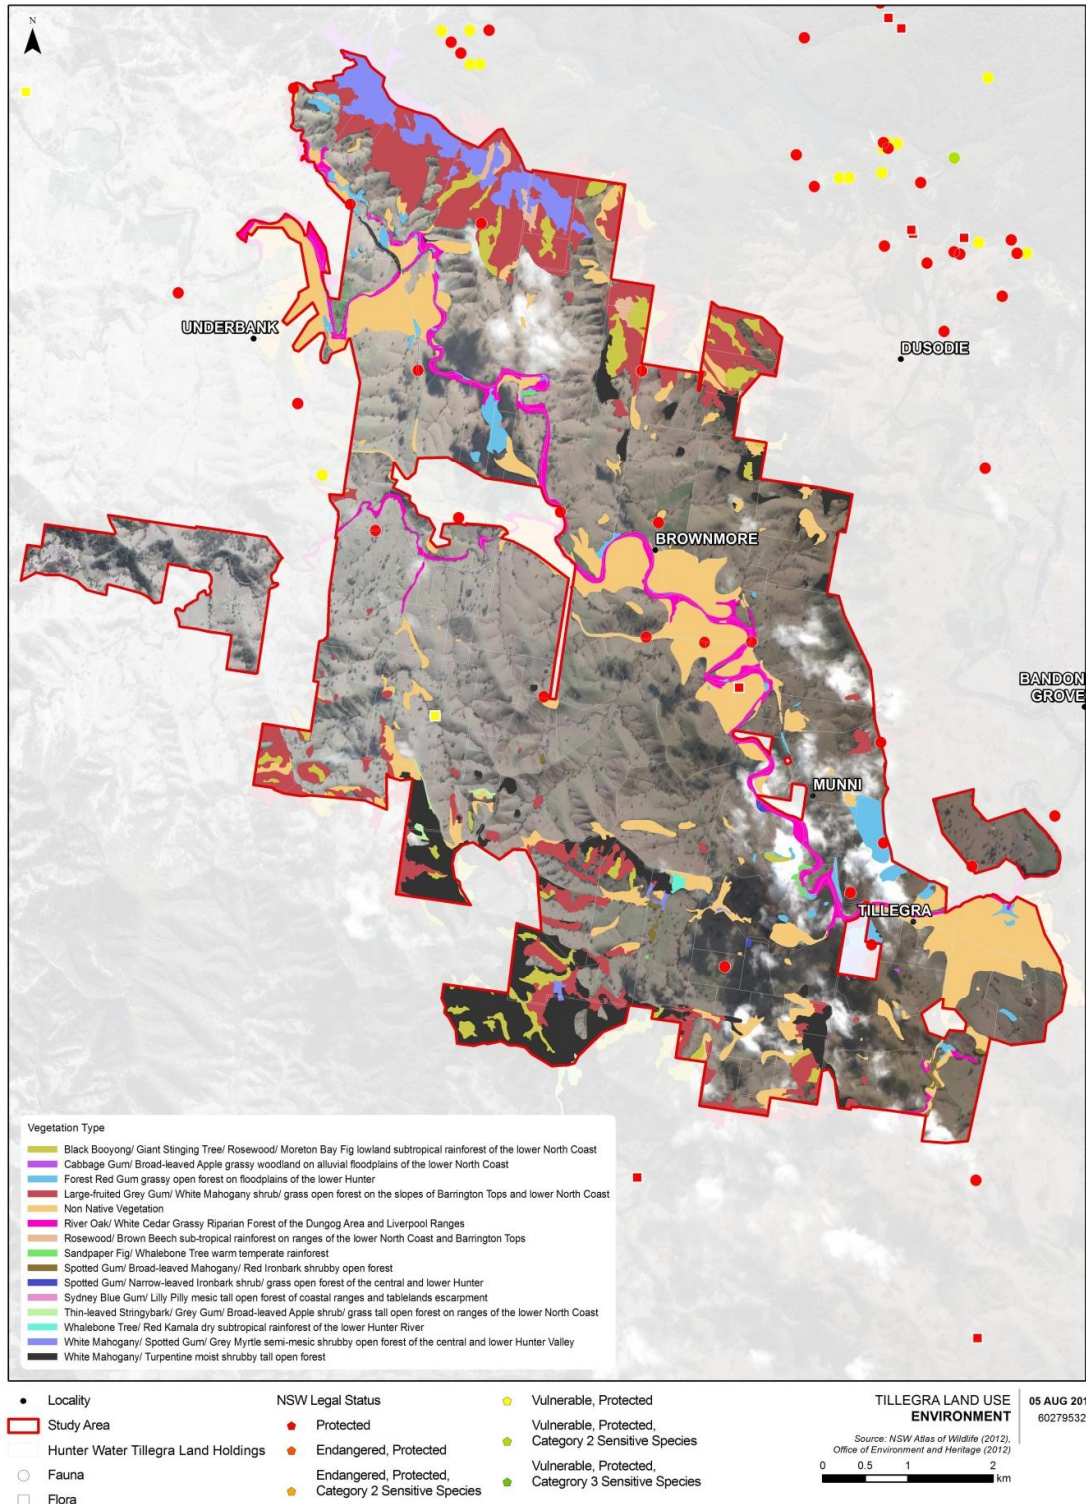 N
UNDERBANK
DUSODIE
BROWNMORE
BANDON
GROVE
MUNNI
TILLEGRA
Vegetation Type
Black Booyong/ Giant Stinging Tree/ Rosewood/ Moreton Bay Fig lowland subtropical rainforest of the lower North Coast
Cabbage Gum/ Broad-leaved Apple grassy woodland on alluvial floodplains of the lower North Coast
Forest Red Gum grassy open forest on floodplains of the lower Hunter
Large-fruited Grey Gum/ White Mahogany shrub/ grass open forest on the slopes of Barrington Tops and lower North Coast
Non Native Vegetation
River Oak/ White Cedar Grassy Riparian Forest of the Dungog Area and Liverpool Ranges
Rosewood/ Brown Beech sub-tropical rainforest on ranges of the lower North Coast and Barrington Tops
Sandpaper Fig/ Whalebone Tree warm temperate rainforest
Spotted Gum/ Broad-leaved Mahogany/ Red Ironbark shrubby open forest
Spotted Gum/ Narrow-leaved Ironbark shrub/ grass open forest of the central and lower Hunter
Sydney Blue Gum/ Lilly Pilly mesic tall open forest of coastal ranges and tablelands escarpment
Thin-leaved Stringybark/ Grey Gum/ Broad-leaved Apple shrub/ grass tall open forest on ranges of the lower North Coast
Whalebone Tree/ Red Kamala dry subtropical rainforest of the lower Hunter River
White Mahogany/ Spotted Gum/ Grey Myrtle semi-mesic shrubby open forest of the central and lower Hunter Valley
White Mahogany/ Turpentine moist shrubby tall open forest
Locality
Study Area
Hunter Water Tillegra Land Holdings
Fauna
Flora
NSW Legal Status
Protected
Endangered, Protected
Endangered, Protected,
Category 2 Sensitive Species
Vulnerable, Protected
Vulnerable, Protected,
Category 2 Sensitive Species
Vulnerable, Protected,
Categrory 3 Sensitive Species
TILLEGRA LAND USE
ENVIRONMENT
Source: NSW Atlas of Wildlife (2012),
Office of Environment and Heritage (2012)
0 0.5 1 2
km
05 AUG 201
60279532